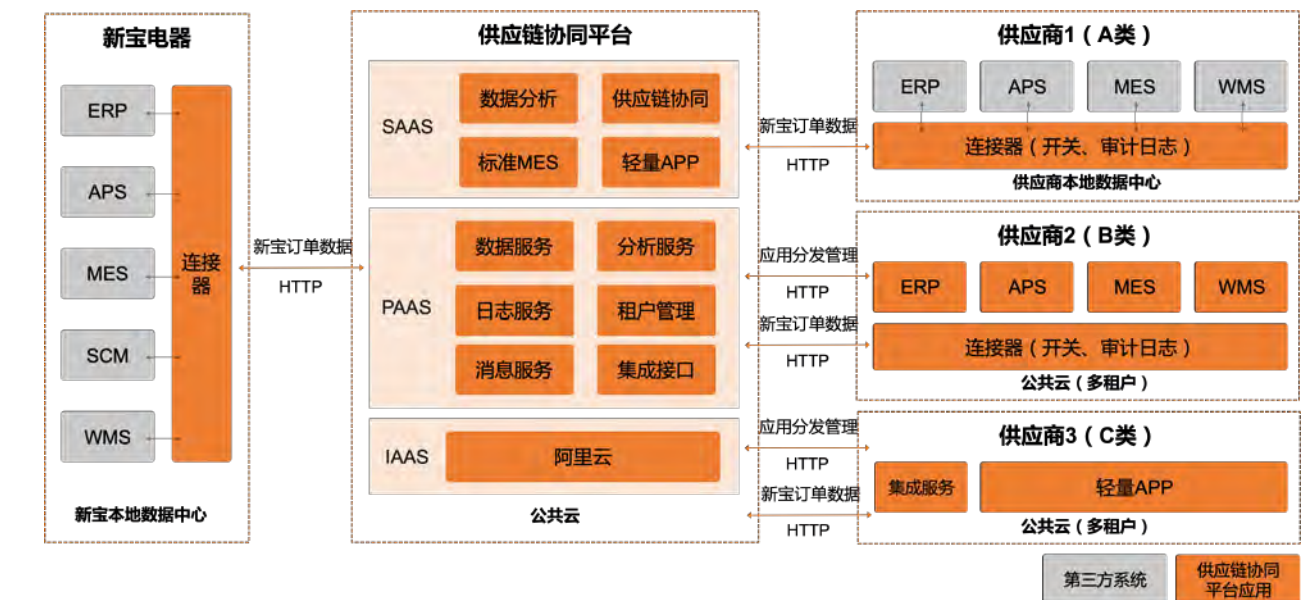 新宝电器
ERP
APS
MES
SCM
WMS
连接
器
新宝本地数据中心
新宝订单数据
HTTP
供应链协同平台
SAAS
数据分析
供应链协同
标准MES
轻量APP
PAAS
数据服务
分析服务
日志服务
租户管理
消息服务
集成接口
IAAS
阿里云
公共云
新宝订单数据
HTTP
应用分发管理
HTTP
新宝订单数据
HTTP
应用分发管理
HTTP
新宝订单数据
HTTP
供应商1（A类）
ERP
APS
MES
WMS
连接器（开关、审计日志）
供应商本地数据中心
供应商2（B类）
ERP
APS
MES
WMS
连接器（开关、审计日志）
公共云（多租户）
供应商3（C类）
集成服务
轻量APP
公共云（多租户）
第三方系统
供应链协同
平台应用